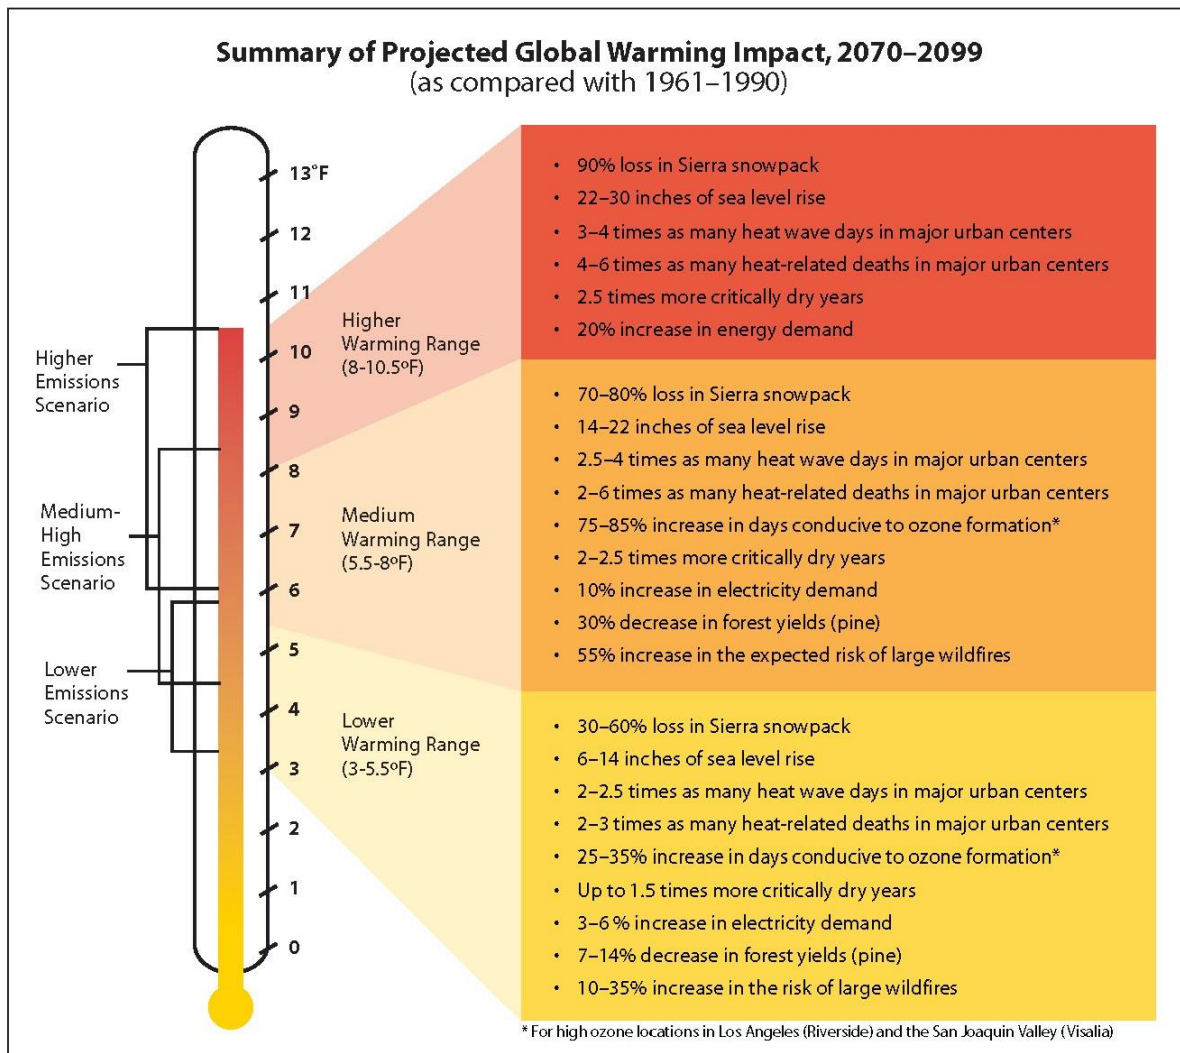 Summary of Projected Global Warming Impact, 2070–2099
(as compared with 1961–1990)
13°F
12
11
10
9
8
7
6
5
4
3
2
1
0
Higher
Emissions
Scenario
Medium-
High
Emissions
Scenario
Lower
Emissions
Scenario
Higher
Warming Range
(8-10.5ºF)
Medium
Warming Range
(5.5-8ºF)
Lower
Warming Range
(3-5.5ºF)
• 90% loss in Sierra snowpack
• 22–30 inches of sea level rise
• 3–4 times as many heat wave days in major urban centers
• 4–6 times as many heat-related deaths in major urban centers
• 2.5 times more critically dry years
• 20% increase in energy demand
• 70–80% loss in Sierra snowpack
• 14–22 inches of sea level rise
• 2.5–4 times as many heat wave days in major urban centers
• 2–6 times as many heat-related deaths in major urban centers
• 75–85% increase in days conducive to ozone formation*
• 2–2.5 times more critically dry years
• 10% increase in electricity demand
• 30% decrease in forest yields (pine)
• 55% increase in the expected risk of large wildfires
• 30–60% loss in Sierra snowpack
• 6–14 inches of sea level rise
• 2–2.5 times as many heat wave days in major urban centers
• 2–3 times as many heat-related deaths in major urban centers
• 25–35% increase in days conducive to ozone formation*
• Up to 1.5 times more critically dry years
• 3–6 % increase in electricity demand
• 7–14% decrease in forest yields (pine)
• 10–35% increase in the risk of large wildfires
* For high ozone locations in Los Angeles (Riverside) and the San Joaquin Valley (Visalia)